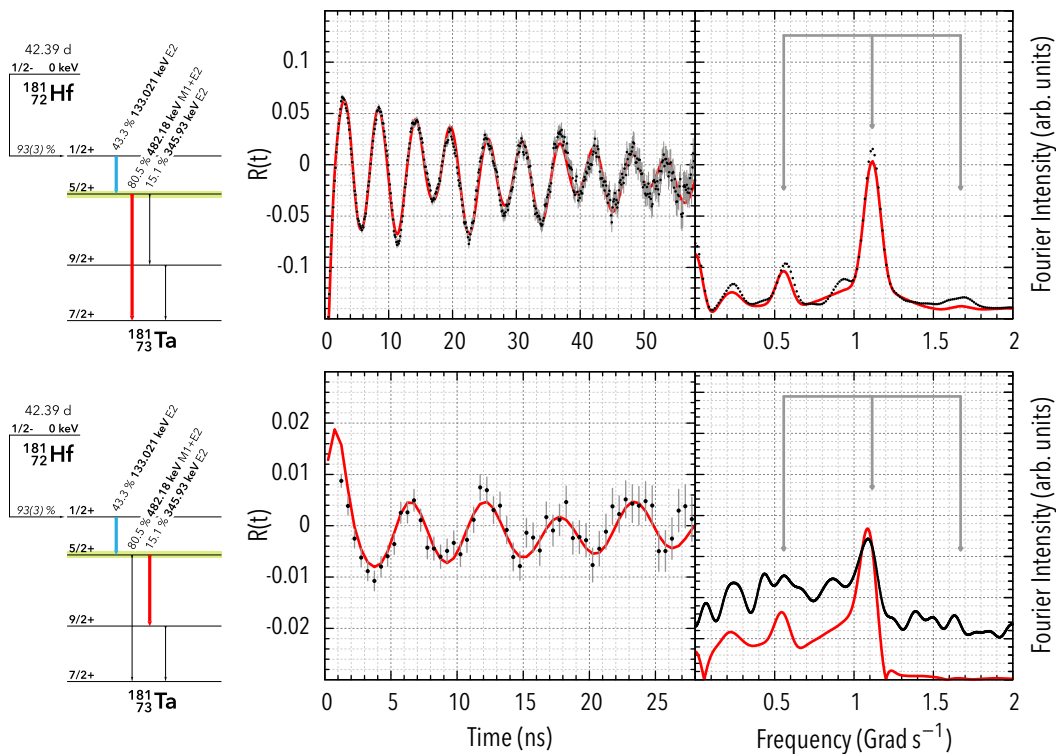 42.39 d
1/2- 0 keV
181
72 Hf
93(3) %
43.3 % 133.021 keV E2
80.5 % 482.18 keV M1+E2
15.1 % 345.93 keV E2
1/2+
5/2+
9/2+
7/2+
181
73 Ta
R(t)
0.1
0.05
0
-0.05
-0.1
0 10 20 30 40 50
0.5 1 1.5 2
Fourier Intensity (arb. units)
42.39 d
1/2- 0 keV
181
72 Hf
93(3) %
43.3 % 133.021 keV E2
80.5 % 482.18 keV M1+E2
15.1 % 345.93 keV E2
1/2+
5/2+
9/2+
7/2+
181
73 Ta
R(t)
0.02
0.01
0
-0.01
-0.02
0 5 10 15 20 25
Time (ns)
0.5 1 1.5 2
Frequency (Grad s⁻¹)
Fourier Intensity (arb. units)